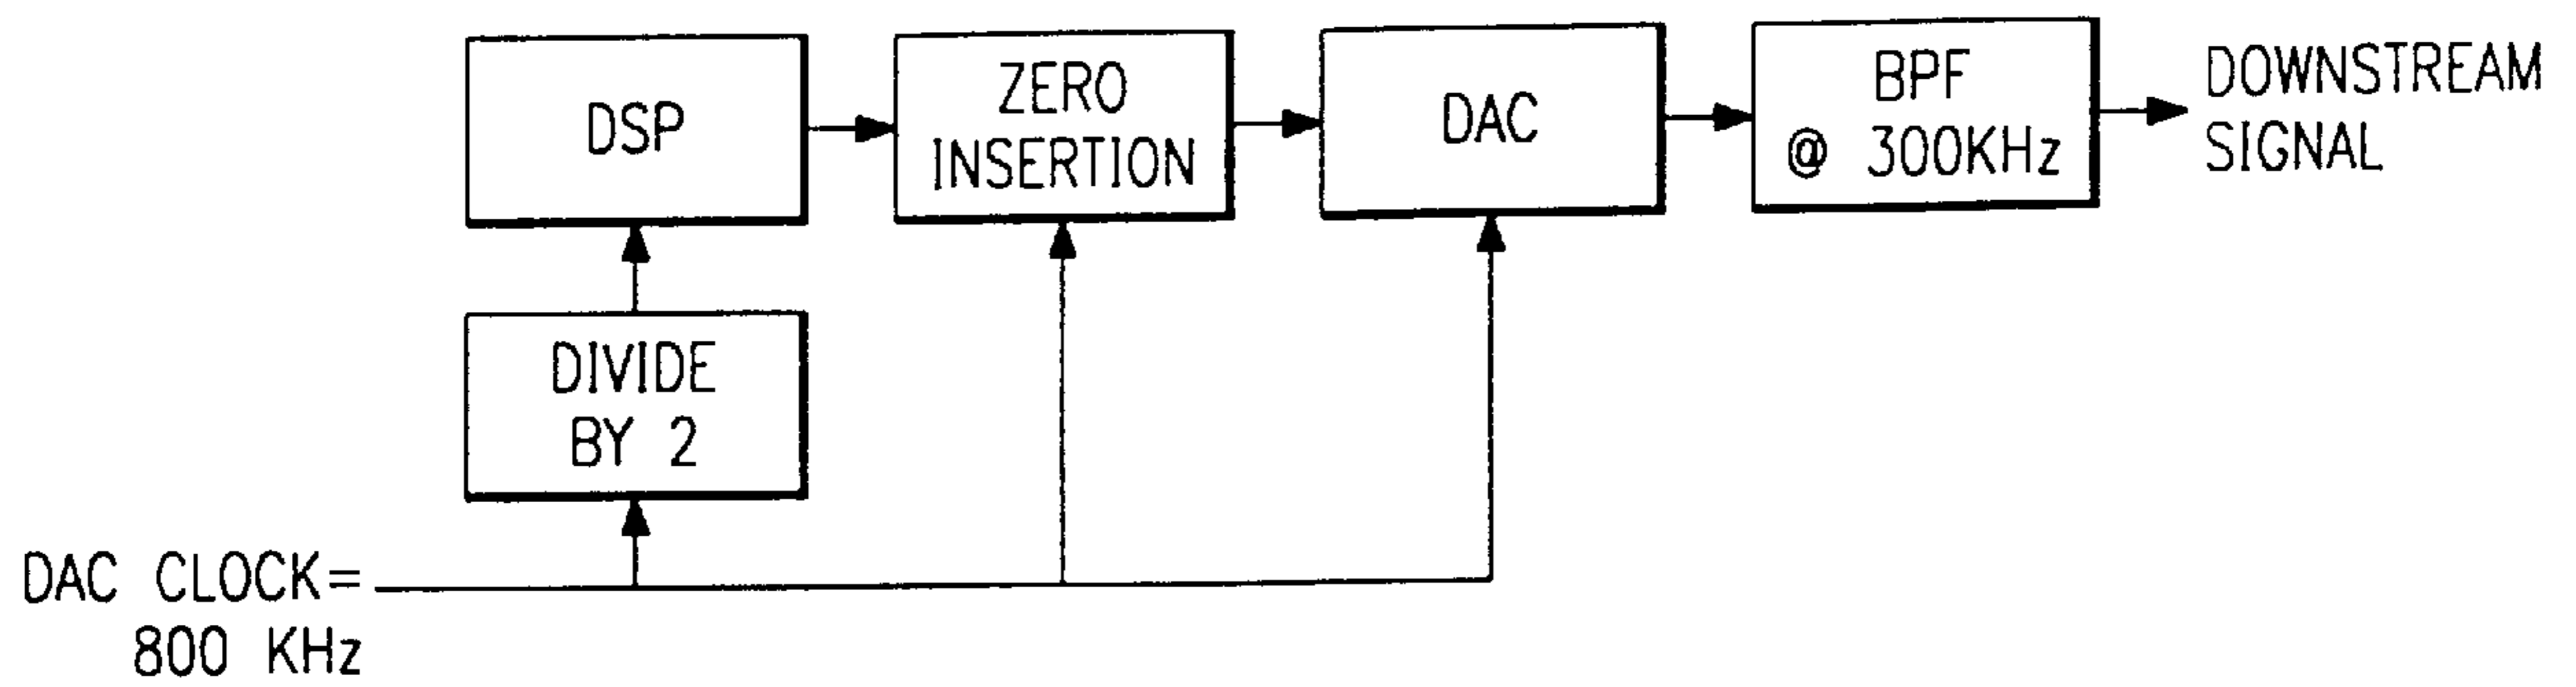 DSP
ZERO
INSERTION
DAC
BPF
@ 300KHz
DOWNSTREAM
SIGNAL
DIVIDE
BY 2
DAC CLOCK=
800 KHz